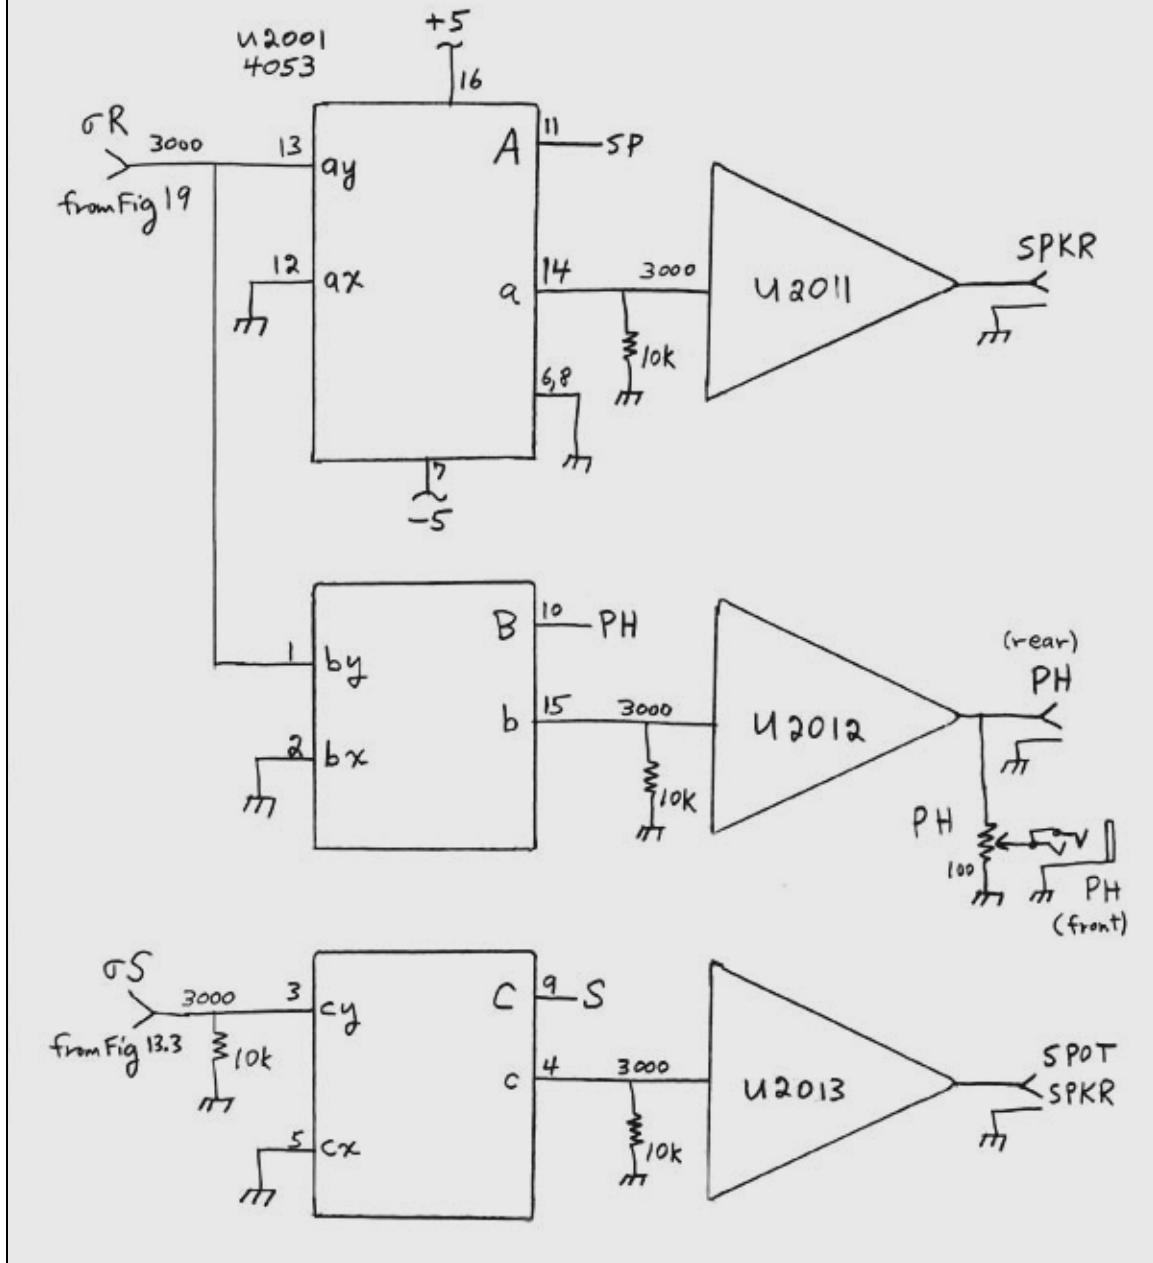 +5
U2001
4053
16
σR
3000
13
ay
A
11
SP
from Fig 19
12
ax
a
14
3000
U2011
SPKR
10k
6,8
7
-5
B
10
PH
1
by
b
15
3000
U2012
(rear)
PH
2
bx
10k
PH
100
PH
(front)
σS
3000
3
cy
C
9
S
from Fig 13.3
10k
c
4
3000
U2013
SPOT
SPKR
5
cx
10k